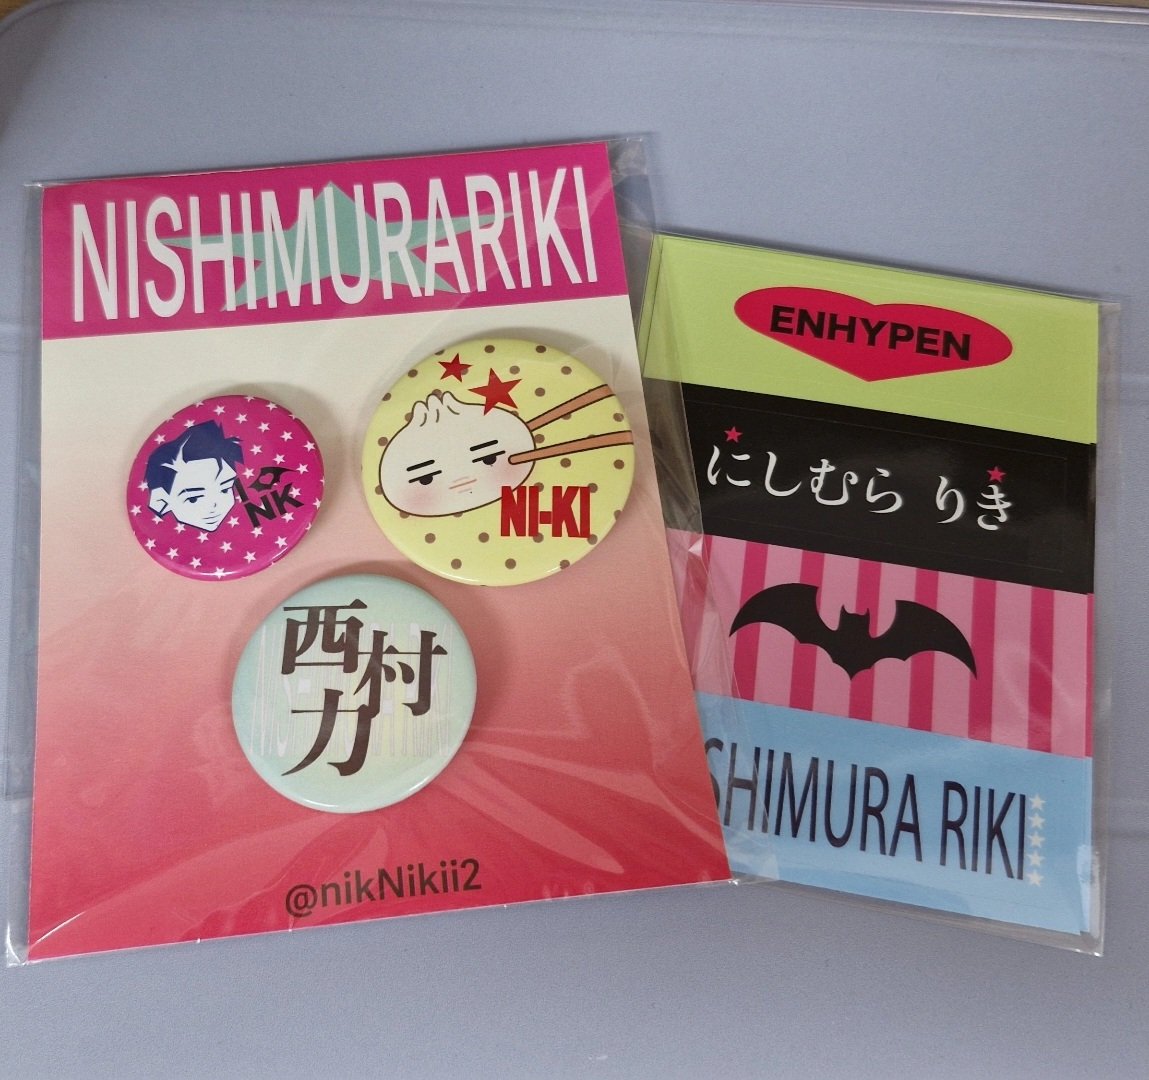 NISHIMURARIKI
I NK
NI-KI
西村力
@nikNikii2
ENHYPEN
にしむら りき
SHIMURA RIKI